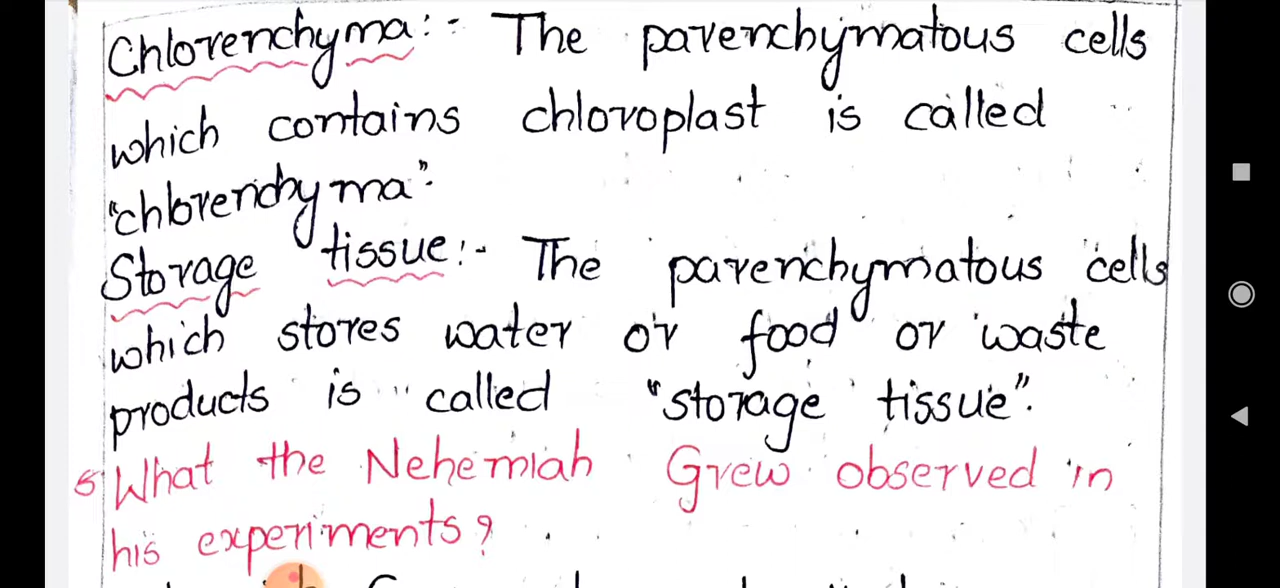 Chlorenchyma:- The parenchymatous cells
which contains chloroplast is called
"chlorenchyma".
Storage tissue:- The parenchymatous cells
which stores water or food or waste
products is called "storage tissue".
5 What the Nehemiah Grew observed in
his experiments?